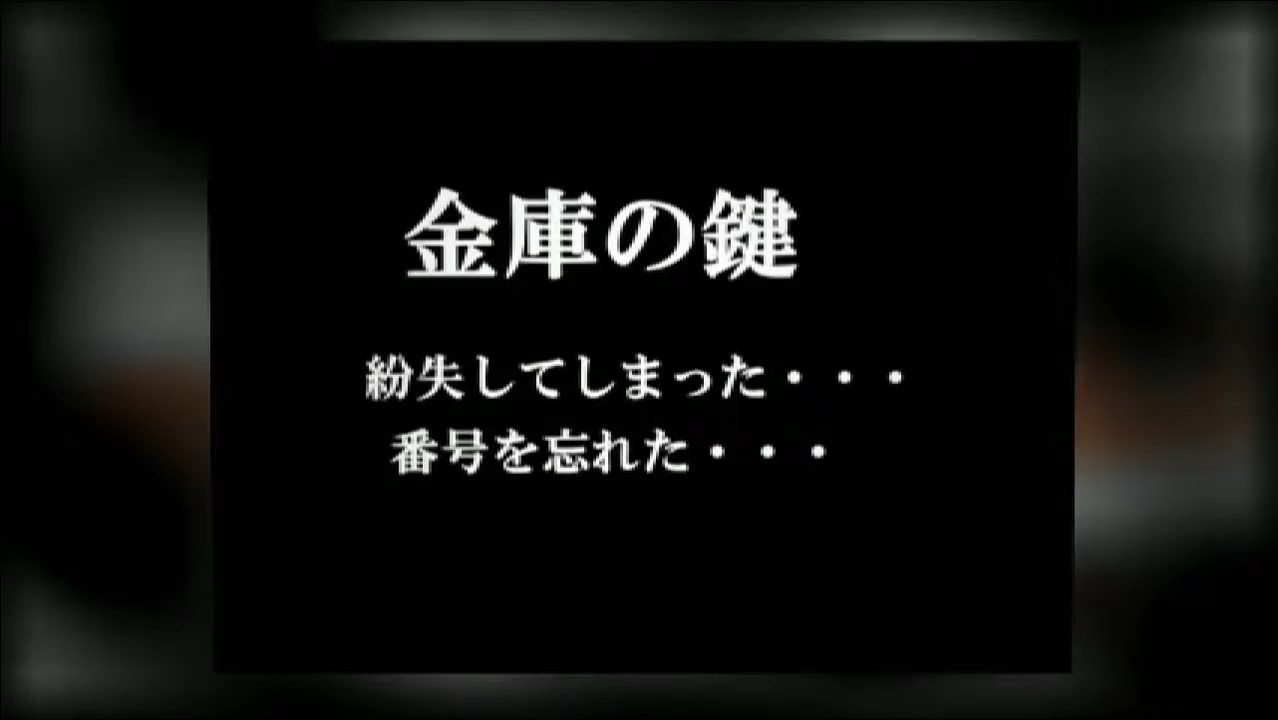 金庫の鍵
紛失してしまった・・・
番号を忘れた・・・